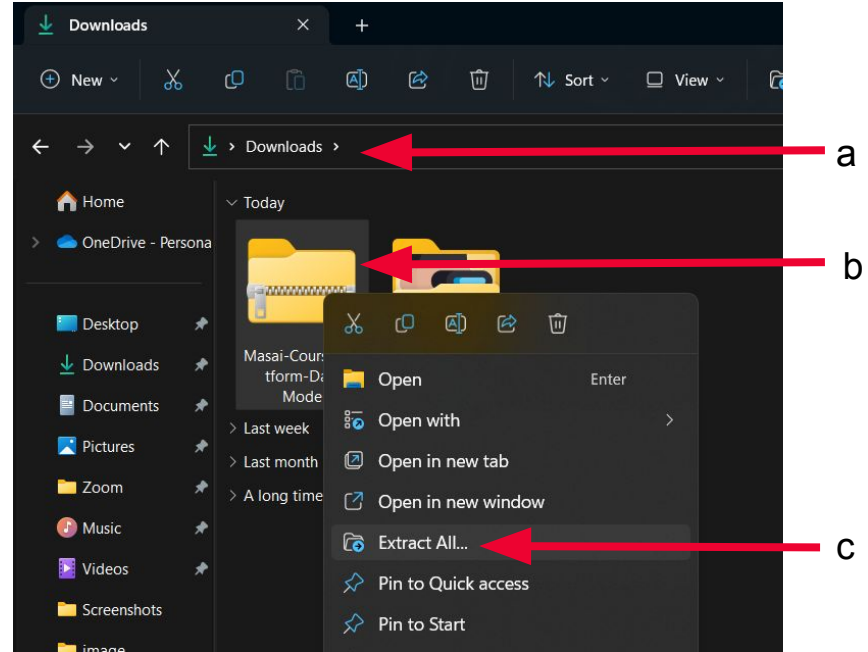 Downloads
New
Sort
View
Downloads
a
Home
Today
OneDrive - Persona
b
Desktop
Masai-Cour
Downloads
tform-Da
Open Enter
Documents
Mode
Last week
Open with
Pictures
Last month
Open in new tab
Zoom
A long time
Open in new window
Music
Extract All...
c
Videos
Pin to Quick access
Screenshots
Pin to Start
image